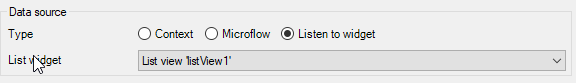 Data source
Type Context Microflow Listen to widget
List widget List view 'listView1'